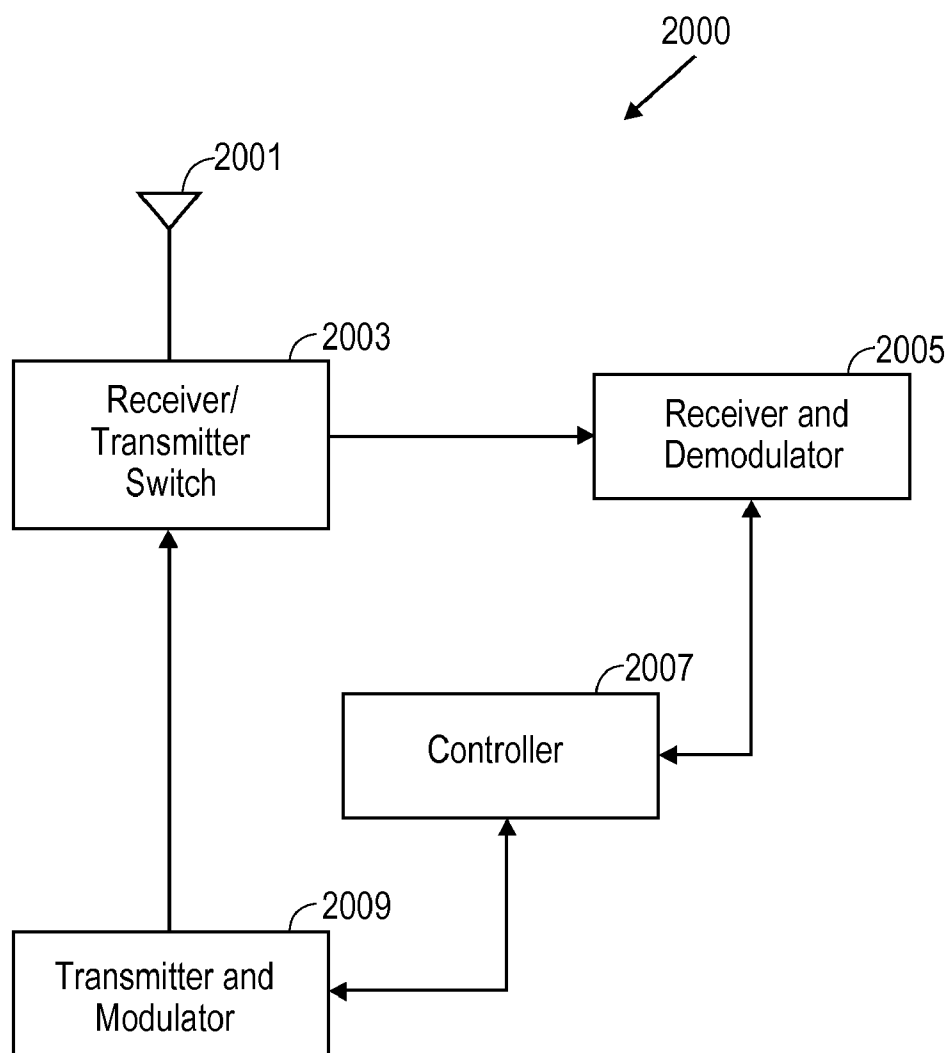 2000
2001
2003
Receiver/
Transmitter
Switch
2005
Receiver and
Demodulator
2007
Controller
2009
Transmitter and
Modulator